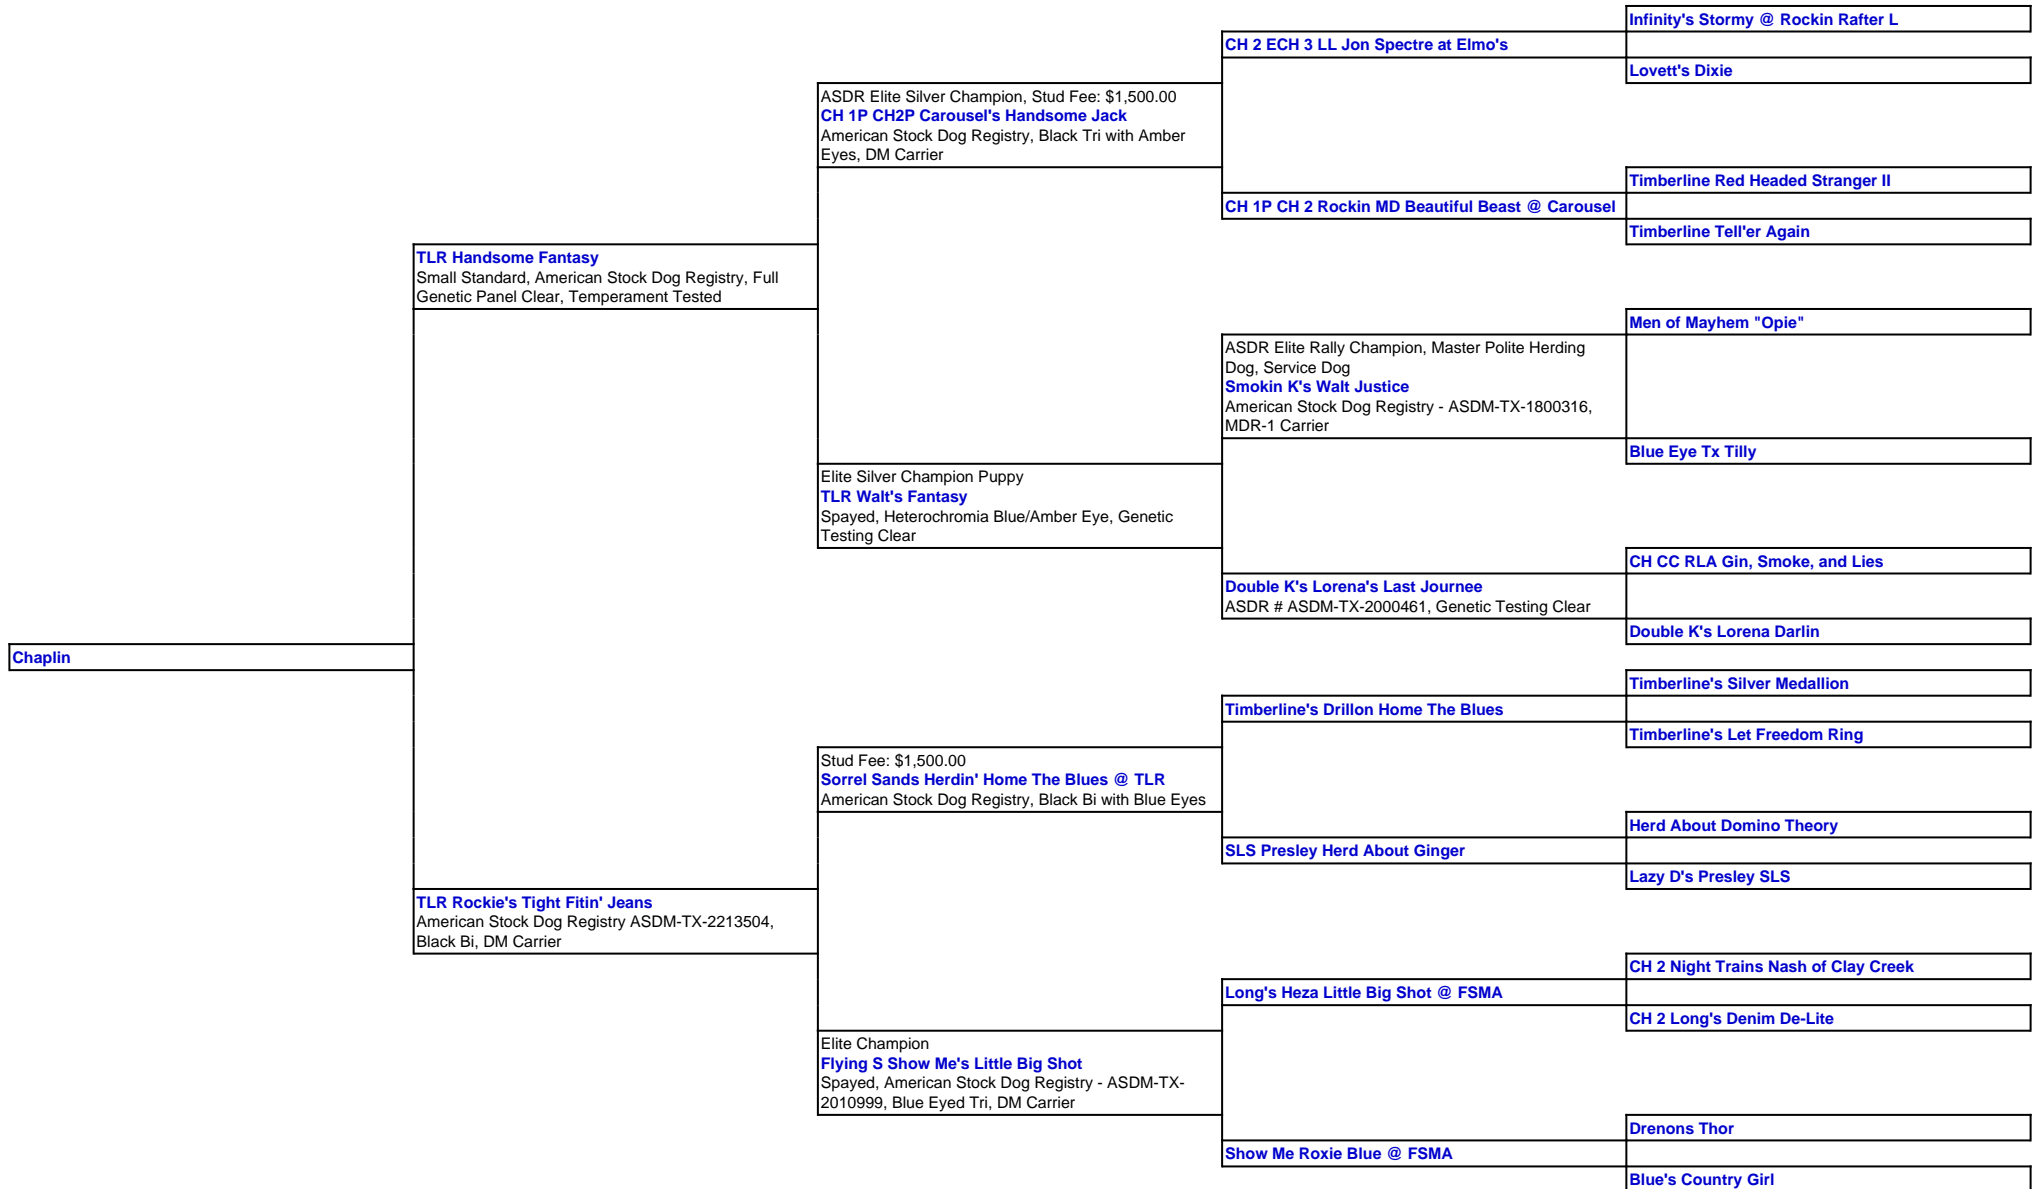 Infinity's Stormy @ Rockin Rafter L
CH 2 ECH 3 LL Jon Spectre at Elmo's
Lovett's Dixie
ASDR Elite Silver Champion, Stud Fee: $1,500.00
CH 1P CH2P Carousel's Handsome Jack
American Stock Dog Registry, Black Tri with Amber
Eyes, DM Carrier
Timberline Red Headed Stranger II
CH 1P CH 2 Rockin MD Beautiful Beast @ Carousel
Timberline Tell'er Again
TLR Handsome Fantasy
Small Standard, American Stock Dog Registry, Full
Genetic Panel Clear, Temperament Tested
Men of Mayhem "Opie"
ASDR Elite Rally Champion, Master Polite Herding
Dog, Service Dog
Smokin K's Walt Justice
American Stock Dog Registry - ASDM-TX-1800316,
MDR-1 Carrier
Blue Eye Tx Tilly
Elite Silver Champion Puppy
TLR Walt's Fantasy
Spayed, Heterochromia Blue/Amber Eye, Genetic
Testing Clear
CH CC RLA Gin, Smoke, and Lies
Double K's Lorena's Last Journee
ASDR # ASDM-TX-2000461, Genetic Testing Clear
Double K's Lorena Darlin
Chaplin
Timberline's Silver Medallion
Timberline's Drillon Home The Blues
Timberline's Let Freedom Ring
Stud Fee: $1,500.00
Sorrel Sands Herdin' Home The Blues @ TLR
American Stock Dog Registry, Black Bi with Blue Eyes
Herd About Domino Theory
SLS Presley Herd About Ginger
Lazy D's Presley SLS
TLR Rockie's Tight Fitin' Jeans
American Stock Dog Registry ASDM-TX-2213504,
Black Bi, DM Carrier
CH 2 Night Trains Nash of Clay Creek
Long's Heza Little Big Shot @ FSMA
CH 2 Long's Denim De-Lite
Elite Champion
Flying S Show Me's Little Big Shot
Spayed, American Stock Dog Registry - ASDM-TX-
2010999, Blue Eyed Tri, DM Carrier
Drenons Thor
Show Me Roxie Blue @ FSMA
Blue's Country Girl